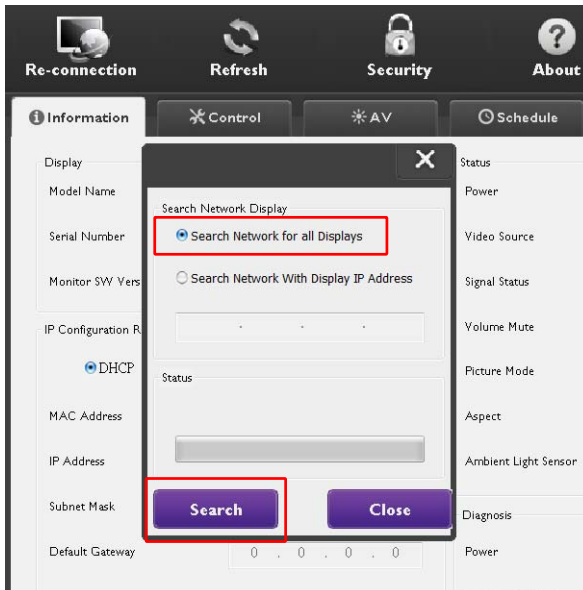 Re-connection Refresh Security About
Information Control AV Schedule
Display Status
Model Name Power
Search Network Display
Serial Number Search Network for all Displays Video Source
Monitor SW Vers Search Network With Display IP Address Signal Status
IP Configuration R . . . Volume Mute
DHCP Status Picture Mode
MAC Address Aspect
IP Address Ambient Light Sensor
Subnet Mask Search Close Diagnosis
Default Gateway 0 . 0 . 0 . 0 Power